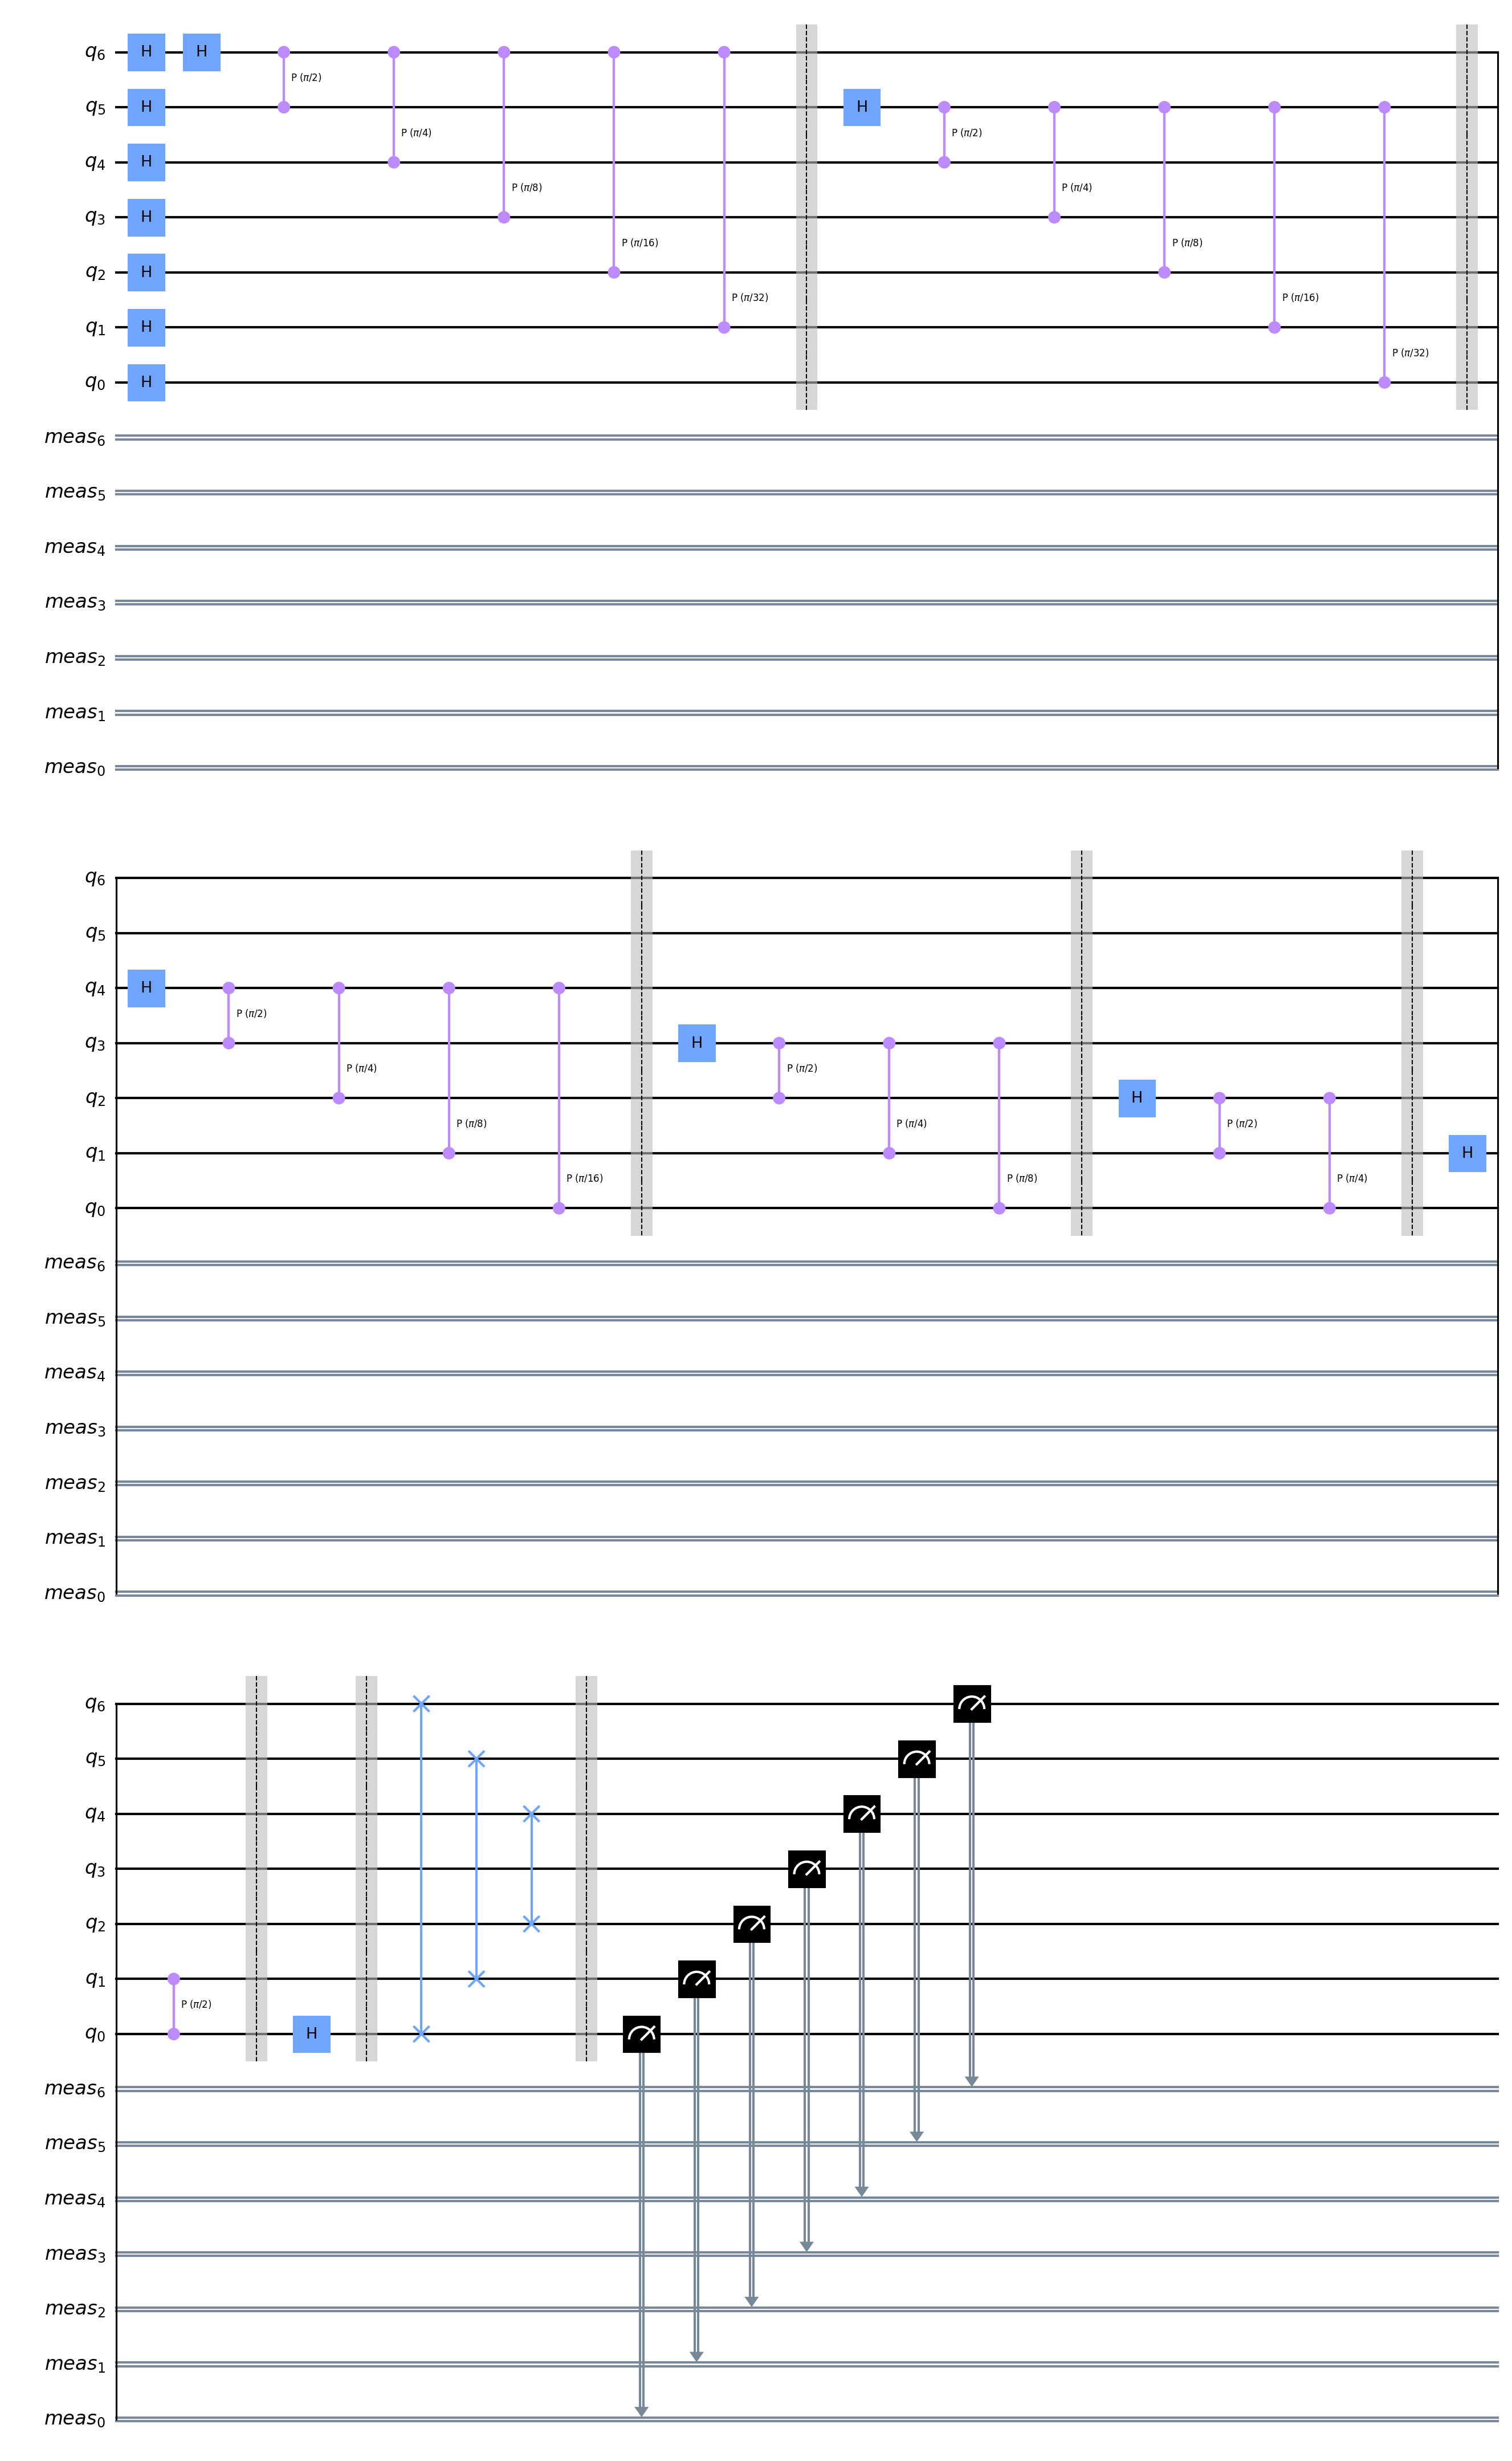 q6 H H
P (π/2)
q5 H H
P (π/4) P (π/2)
q4 H
P (π/8) P (π/4)
q3 H
P (π/16) P (π/8)
q2 H
P (π/32) P (π/16)
q1 H
P (π/32)
q0 H
meas6
meas5
meas4
meas3
meas2
meas1
meas0
q6
q5
q4 H
P (π/2)
q3 H
P (π/4) P (π/2)
q2 H
P (π/8) P (π/4) P (π/2)
q1 H
P (π/16) P (π/8) P (π/4)
q0
meas6
meas5
meas4
meas3
meas2
meas1
meas0
q6
q5
q4
q3
q2
q1
P (π/2)
q0 H
meas6
meas5
meas4
meas3
meas2
meas1
meas0